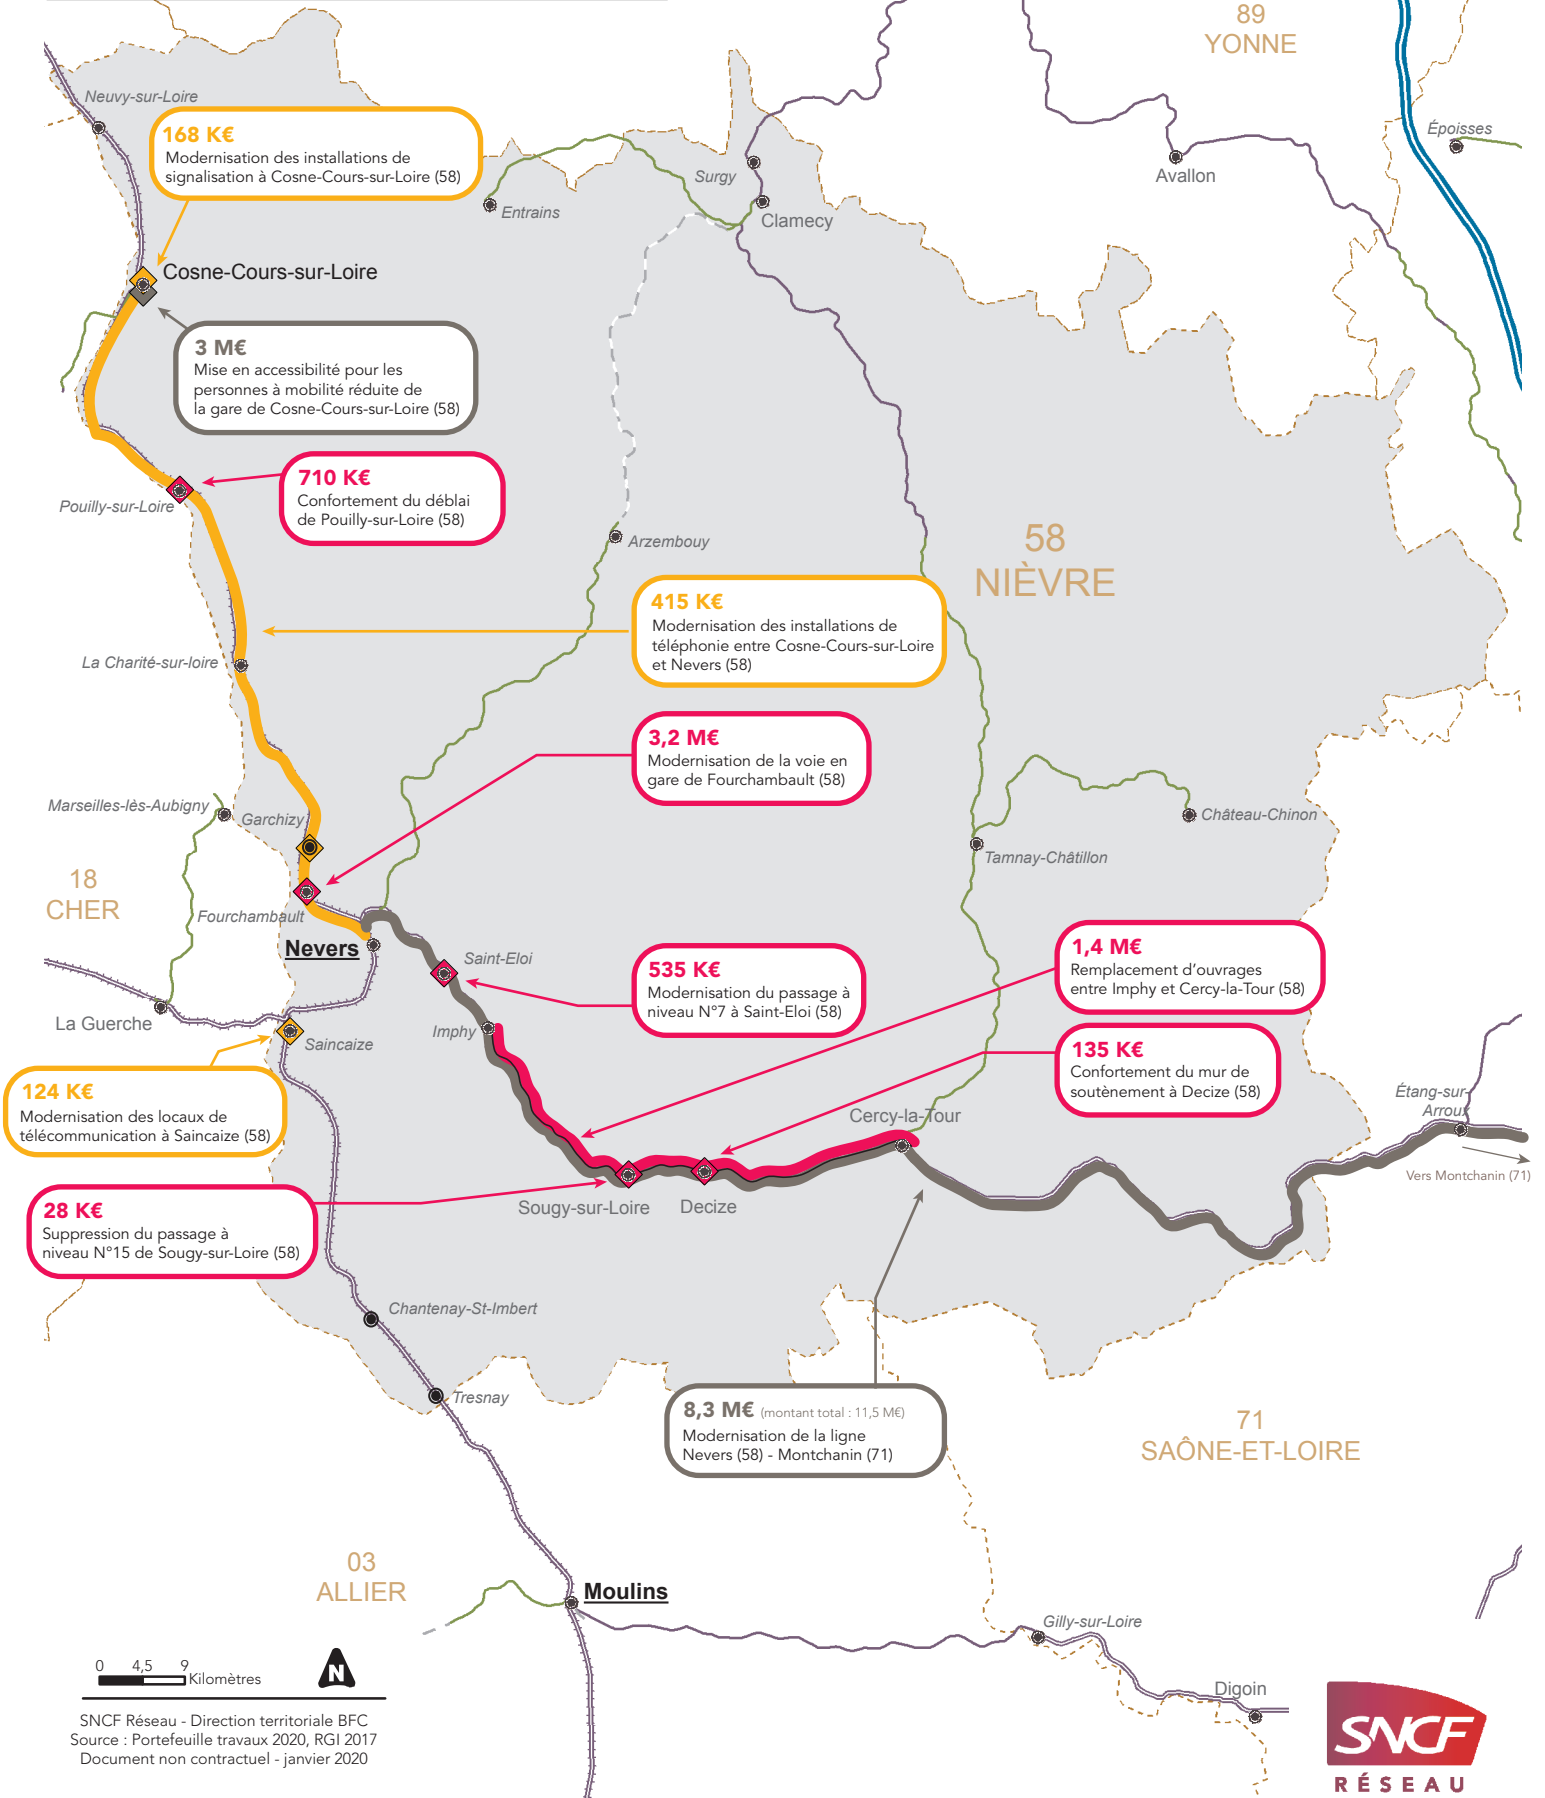 89
YONNE
Neuvy-sur-Loire
168 K€
Modernisation des installations de
signalisation à Cosne-Cours-sur-Loire (58)
Époisses
Surgy
Avallon
Entrains
Clamecy
Cosne-Cours-sur-Loire
3 M€
Mise en accessibilité pour les
personnes à mobilité réduite de
la gare de Cosne-Cours-sur-Loire (58)
710 K€
Confortement du déblai
de Pouilly-sur-Loire (58)
Pouilly-sur-Loire
Arzembouy
58
NIÈVRE
415 K€
Modernisation des installations de
téléphonie entre Cosne-Cours-sur-Loire
et Nevers (58)
La Charité-sur-loire
3,2 M€
Modernisation de la voie en
gare de Fourchambault (58)
Marseilles-lès-Aubigny
Garchizy
Château-Chinon
Tamnay-Châtillon
18
CHER
Fourchambault
Nevers
Saint-Eloi
535 K€
Modernisation du passage à
niveau N°7 à Saint-Eloi (58)
1,4 M€
Remplacement d'ouvrages
entre Imphy et Cercy-la-Tour (58)
La Guerche
Imphy
Saincaize
135 K€
Confortement du mur de
soutènement à Decize (58)
124 K€
Modernisation des locaux de
télécommunication à Saincaize (58)
Cercy-la-Tour
Étang-sur-
Arroux
Vers Montchanin (71)
28 K€
Suppression du passage à
niveau N°15 de Sougy-sur-Loire (58)
Sougy-sur-Loire
Decize
Chantenay-St-Imbert
Tresnay
8,3 M€ (montant total : 11,5 M€)
Modernisation de la ligne
Nevers (58) - Montchanin (71)
71
SAÔNE-ET-LOIRE
03
ALLIER
Moulins
Gilly-sur-Loire
Digoin
0 4,5 9
Kilomètres
N
SNCF Réseau - Direction territoriale BFC
Source : Portefeuille travaux 2020, RGI 2017
Document non contractuel - janvier 2020
SNCF
RÉSEAU